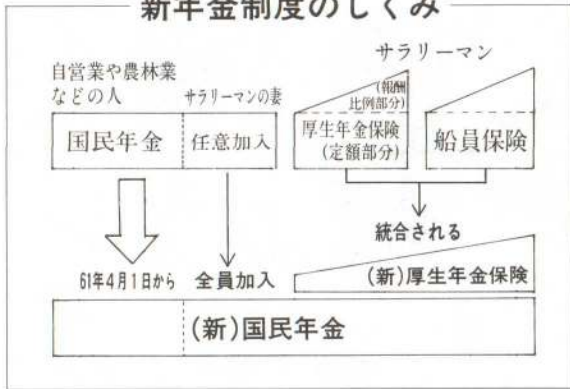 新年金制度のしくみ
サラリーマン
自営業や農林業
などの人
サラリーマンの妻
国民年金
任意加入
(報酬
比例部分)
厚生年金保険
(定額部分)
船員保険
統合される
61年4月1日から
全員加入
(新)厚生年金保険
(新)国民年金